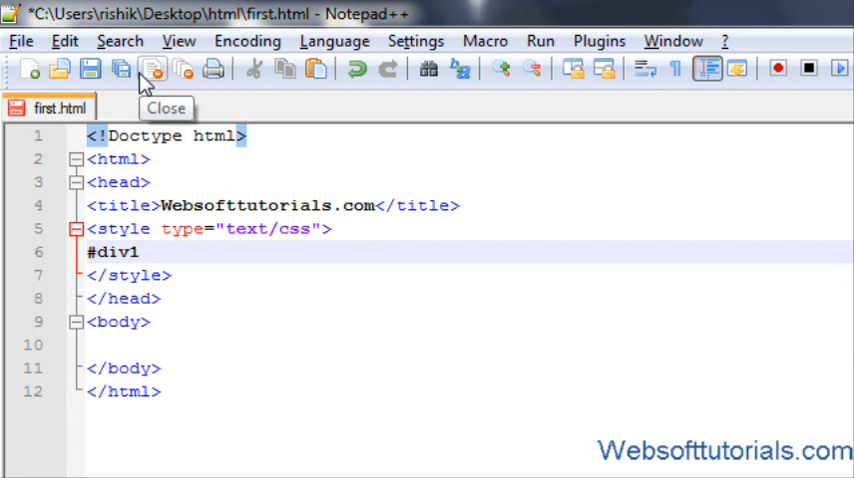 *C:\Users\rishik\Desktop\html\first.html - Notepad++
File Edit Search View Encoding Language Settings Macro Run Plugins Window ?
Close
first.html
1 <!Doctype html>
2 <html>
3 <head>
4 <title>Websofttutorials.com</title>
5 <style type="text/css">
6 #div1
7 </style>
8 </head>
9 <body>
10
11 </body>
12 </html>
Websofttutorials.com